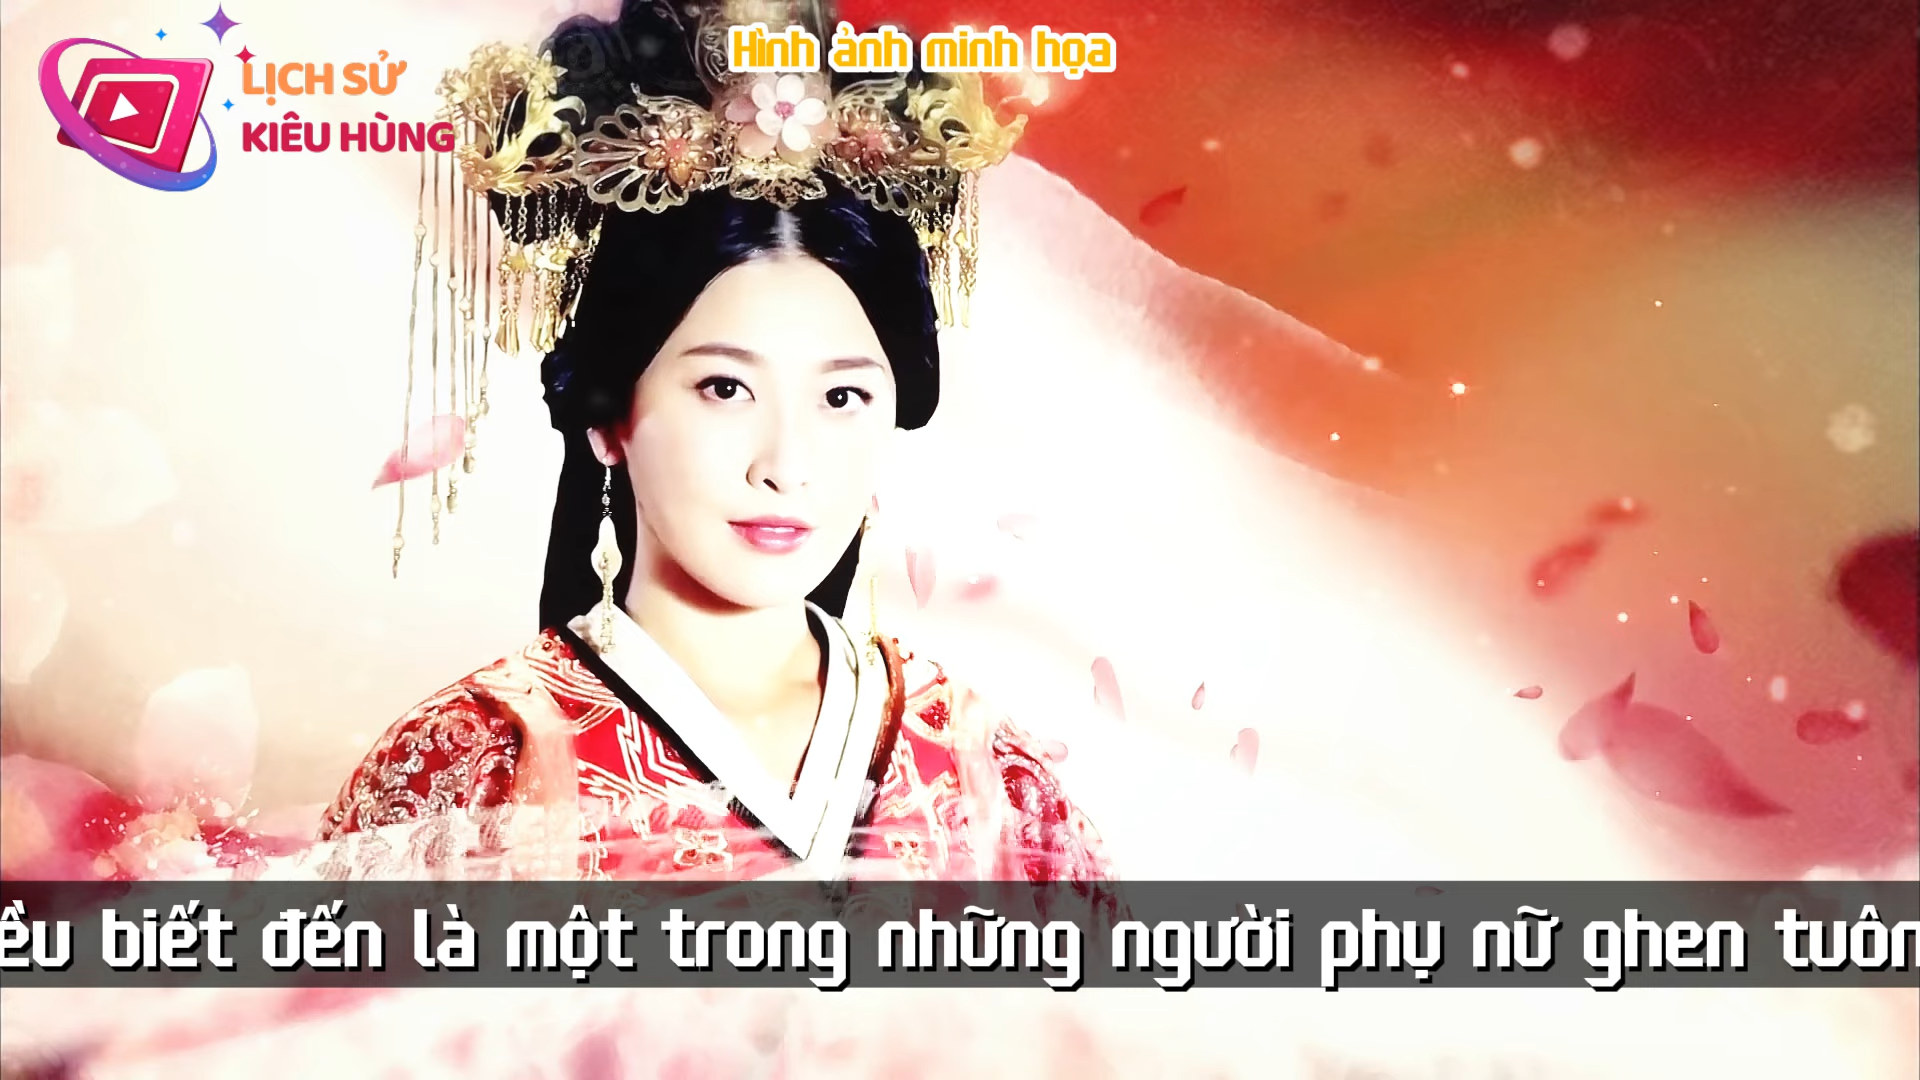 Hình ảnh minh họa
LỊCH SỬ
KIÊU HÙNG
biết đến là một trong những người phụ nữ ghen